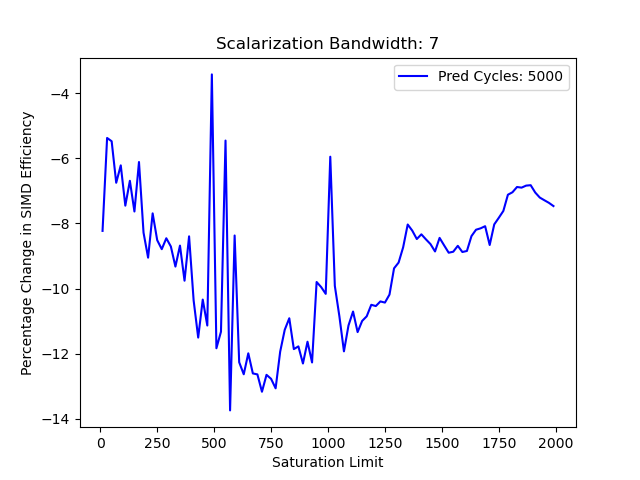 Scalarization Bandwidth: 7
Pred Cycles: 5000
Percentage Change in SIMD Efficiency
−4
−6
−8
−10
−12
−14
0 250 500 750 1000 1250 1500 1750 2000
Saturation Limit